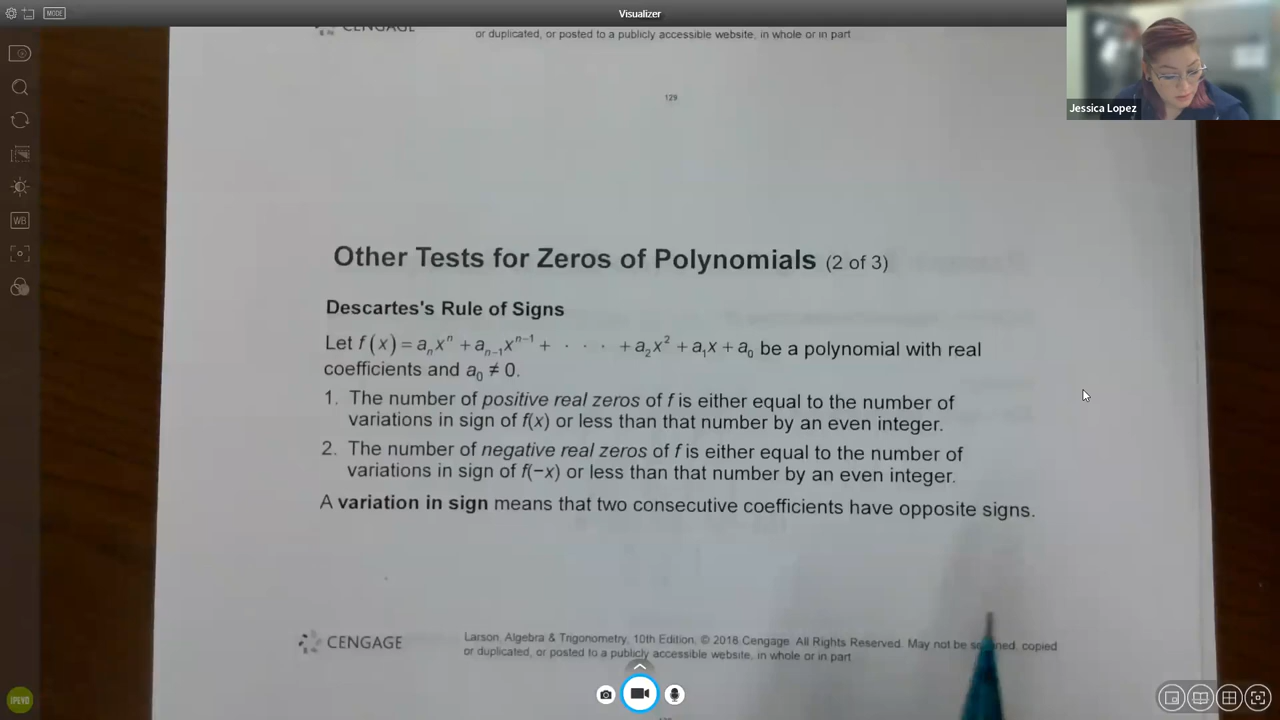 MODE
Visualizer
CENGAGE
or duplicated, or posted to a publicly accessible website, in whole or in part
129
Jessica Lopez
WB
Other Tests for Zeros of Polynomials (2 of 3)
Descartes's Rule of Signs
Let f(x) = aₙxⁿ + aₙ₋₁xⁿ⁻¹ + · · · + a₂x² + a₁x + a₀ be a polynomial with real
coefficients and a₀ ≠ 0.
1. The number of positive real zeros of f is either equal to the number of
variations in sign of f(x) or less than that number by an even integer.
2. The number of negative real zeros of f is either equal to the number of
variations in sign of f(−x) or less than that number by an even integer.
A variation in sign means that two consecutive coefficients have opposite signs.
CENGAGE
Larson, Algebra & Trigonometry, 10th Edition. © 2018 Cengage. All Rights Reserved. May not be scanned, copied
or duplicated, or posted to a publicly accessible website, in whole or in part
IPEVO